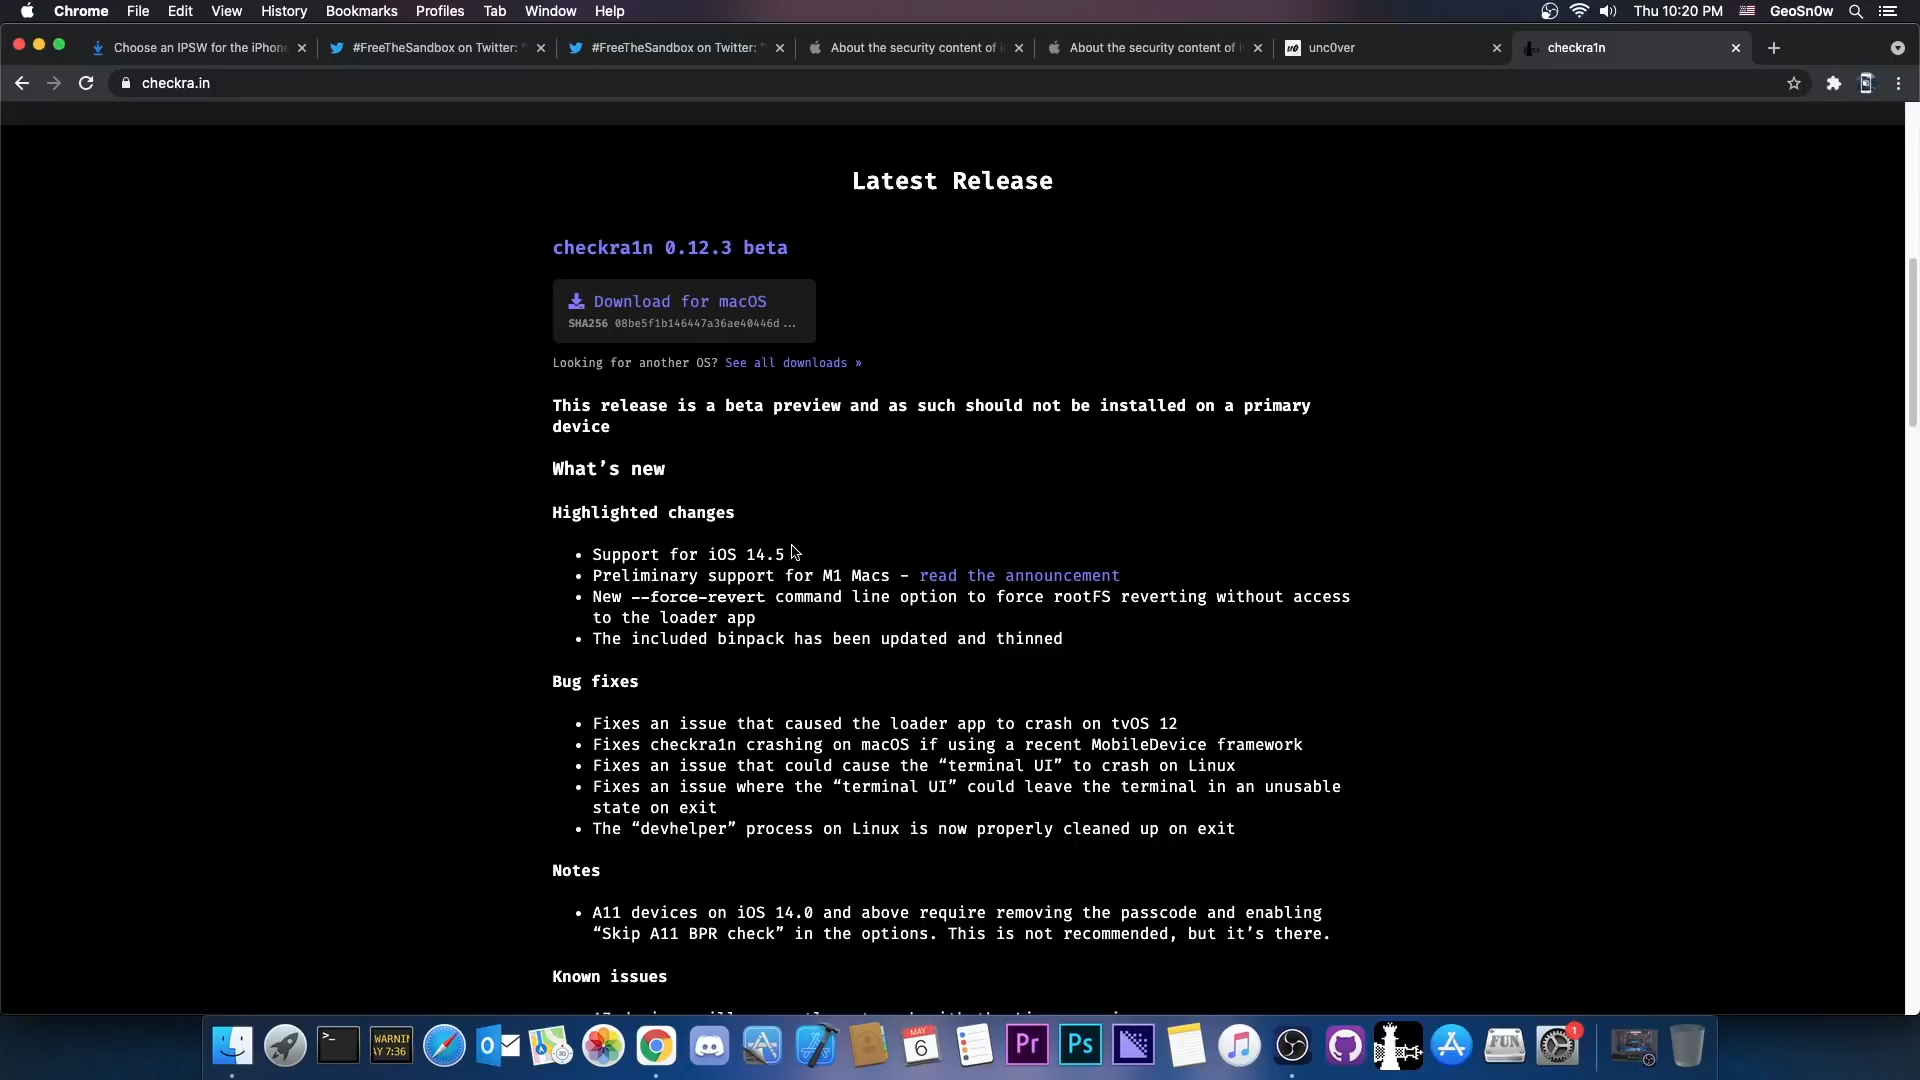 Chrome File Edit View History Bookmarks Profiles Tab Window Help Thu 10:20 PM GeoSn0w
Choose an IPSW for the iPhone #FreeTheSandbox on Twitter: " #FreeTheSandbox on Twitter: " About the security content of i About the security content of i unc0ver checkra1n
checkra.in
Latest Release
checkra1n 0.12.3 beta
Download for macOS
SHA256 08be5f1b146447a36ae40446d...
Looking for another OS? See all downloads »
This release is a beta preview and as such should not be installed on a primary
device
What’s new
Highlighted changes
• Support for iOS 14.5
• Preliminary support for M1 Macs – read the announcement
• New --force-revert command line option to force rootFS reverting without access
to the loader app
• The included binpack has been updated and thinned
Bug fixes
• Fixes an issue that caused the loader app to crash on tvOS 12
• Fixes checkra1n crashing on macOS if using a recent MobileDevice framework
• Fixes an issue that could cause the “terminal UI” to crash on Linux
• Fixes an issue where the “terminal UI” could leave the terminal in an unusable
state on exit
• The “devhelper” process on Linux is now properly cleaned up on exit
Notes
• A11 devices on iOS 14.0 and above require removing the passcode and enabling
“Skip A11 BPR check” in the options. This is not recommended, but it’s there.
Known issues
WARNIN
AY 7:36
MAY
6
Pr
Ps
FUN
1